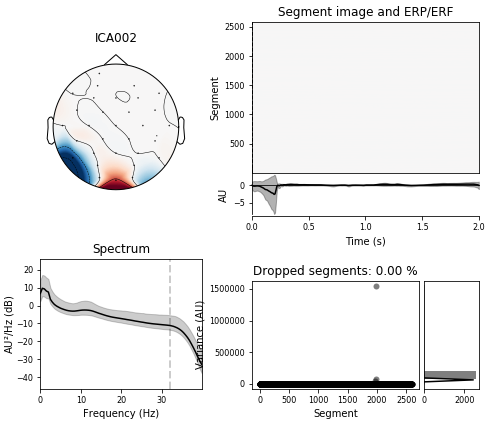 ICA002
Segment image and ERP/ERF
2500
2000
1500
1000
500
Segment
0
−5
AU
0.0 0.5 1.0 1.5 2.0
Time (s)
Spectrum
20
10
0
−10
−20
−30
−40
AU²/Hz (dB)
0 10 20 30
Frequency (Hz)
Dropped segments: 0.00 %
1500000
1000000
500000
0
Variance (AU)
0 500 1000 1500 2000 2500
Segment
0 2000